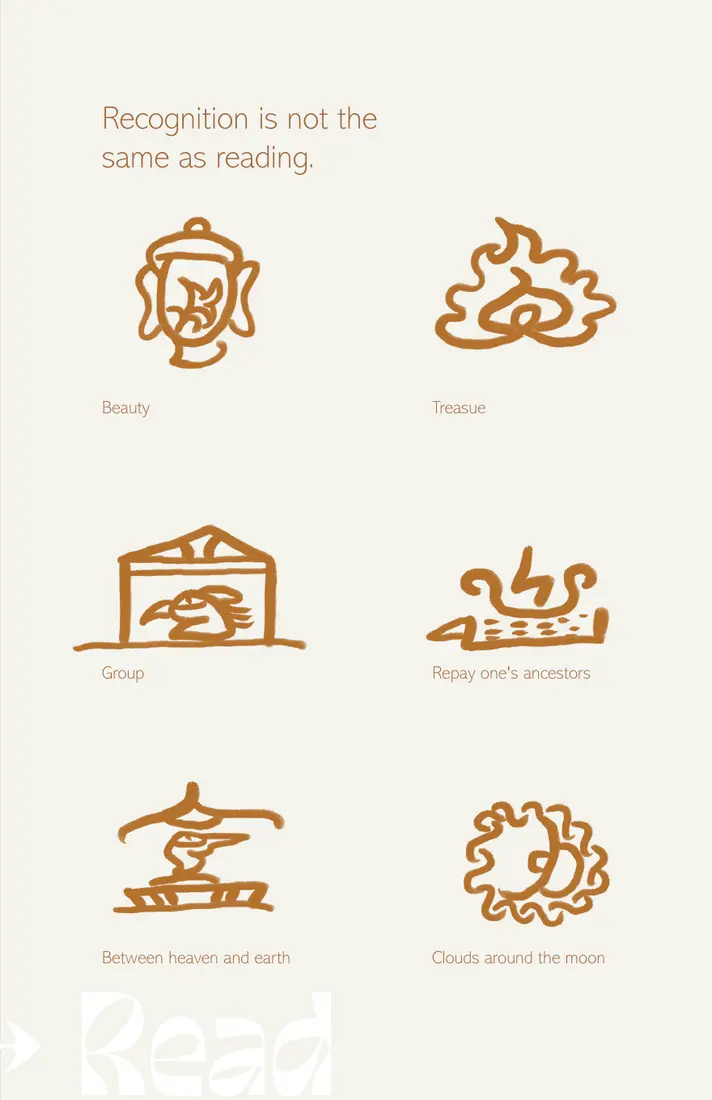 Recognition is not the
same as reading.
Beauty
Treasue
Group
Repay one's ancestors
Between heaven and earth
Clouds around the moon
Read